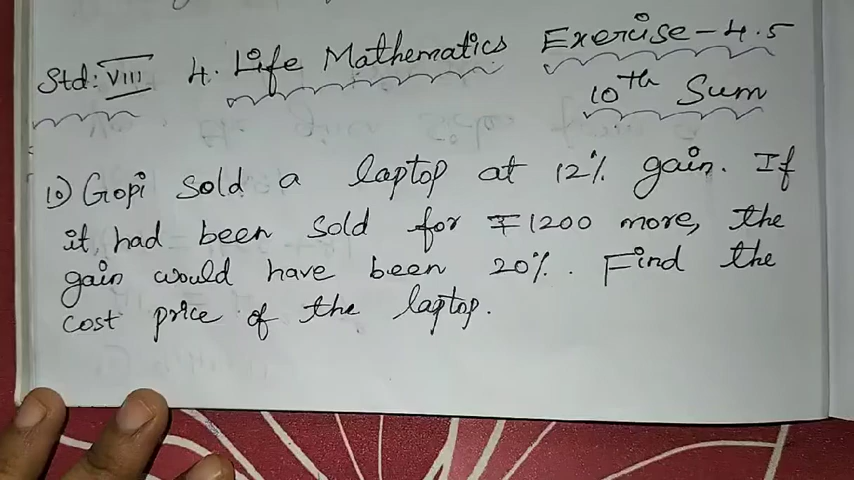 Std: VIII 4. Life Mathematics Exercise - 4.5
10th Sum
10) Gopi sold a laptop at 12% gain. If
it had been sold for ₹1200 more, the
gain would have been 20%. Find the
cost price of the laptop.